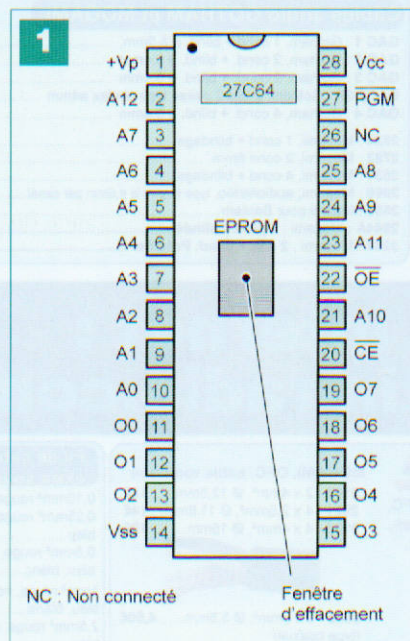 1
+Vp 1 28 Vcc
A12 2 27C64 27 PGM
A7 3 26 NC
A6 4 25 A8
A5 5 24 A9
A4 6 EPROM 23 A11
A3 7 22 OE
A2 8 21 A10
A1 9 20 CE
A0 10 19 O7
O0 11 18 O6
O1 12 17 O5
O2 13 16 O4
Vss 14 15 O3
NC : Non connecté
Fenêtre
d'effacement